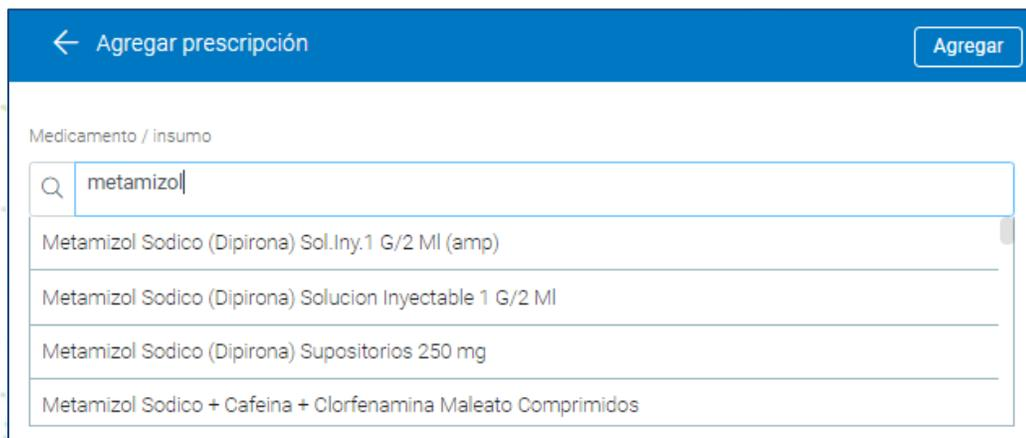 ← Agregar prescripción
Agregar
Medicamento / insumo
metamizol
Metamizol Sodico (Dipirona) Sol.Iny.1 G/2 Ml (amp)
Metamizol Sodico (Dipirona) Solucion Inyectable 1 G/2 Ml
Metamizol Sodico (Dipirona) Supositorios 250 mg
Metamizol Sodico + Cafeina + Clorfenamina Maleato Comprimidos